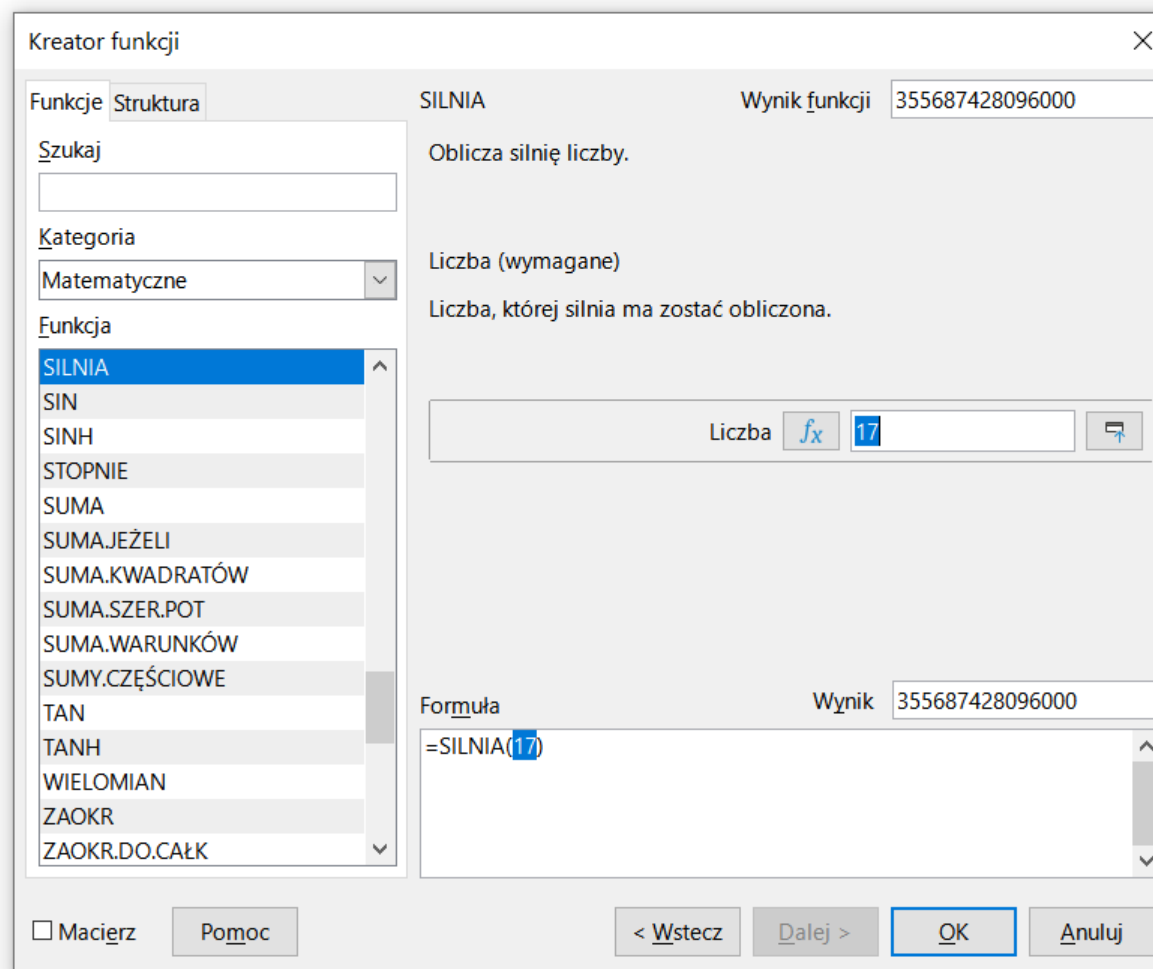 Kreator funkcji
Funkcje Struktura
Szukaj
Kategoria
Matematyczne
Funkcja
SILNIA
SIN
SINH
STOPNIE
SUMA
SUMA.JEŻELI
SUMA.KWADRATÓW
SUMA.SZER.POT
SUMA.WARUNKÓW
SUMY.CZĘŚCIOWE
TAN
TANH
WIELOMIAN
ZAOKR
ZAOKR.DO.CAŁK
SILNIA Wynik funkcji 355687428096000
Oblicza silnię liczby.
Liczba (wymagane)
Liczba, której silnia ma zostać obliczona.
Liczba fx 17
Formuła Wynik 355687428096000
=SILNIA(17)
Macierz Pomoc < Wstecz Dalej > OK Anuluj